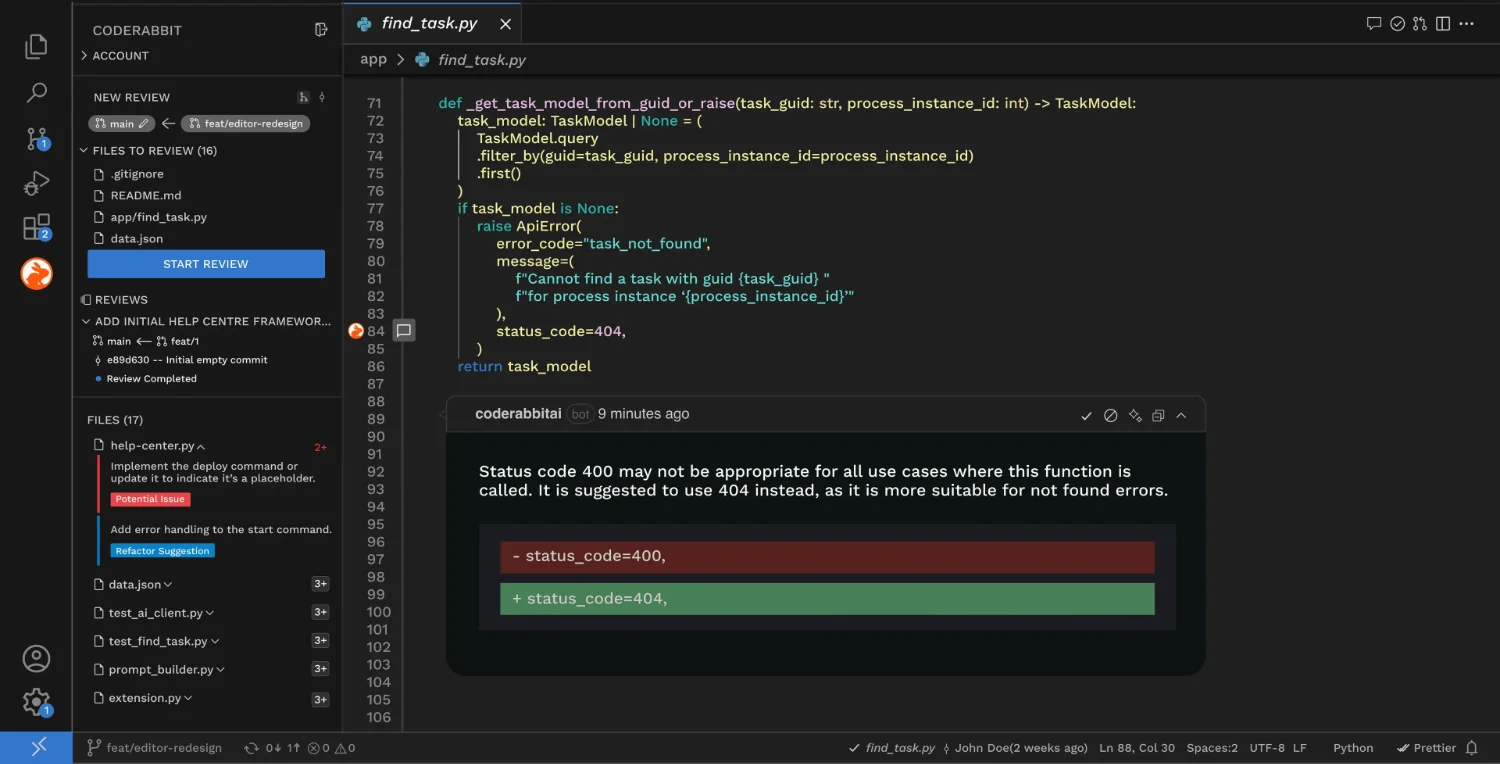 CODERABBIT
ACCOUNT
NEW REVIEW
main feat/editor-redesign
FILES TO REVIEW (16)
.gitignore
README.md
app/find_task.py
data.json
START REVIEW
REVIEWS
ADD INITIAL HELP CENTRE FRAMEWOR...
main feat/1
e89d630 -- Initial empty commit
Review Completed
FILES (17)
help-center.py 2+
Implement the deploy command or
update it to indicate it's a placeholder.
Potential Issue
Add error handling to the start command.
Refactor Suggestion
data.json 3+
test_ai_client.py 3+
test_find_task.py 3+
prompt_builder.py 3+
extension.py 3+
1
2
1
find_task.py
app > find_task.py
71 def _get_task_model_from_guid_or_raise(task_guid: str, process_instance_id: int) -> TaskModel:
72 task_model: TaskModel | None = (
73 TaskModel.query
74 .filter_by(guid=task_guid, process_instance_id=process_instance_id)
75 .first()
76 )
77 if task_model is None:
78 raise ApiError(
79 error_code="task_not_found",
80 message=(
81 f"Cannot find a task with guid {task_guid} "
82 f"for process instance ‘{process_instance_id}’"
83 ),
84 status_code=404,
85 )
86 return task_model
87
88
89
90
91
92
93
94
95
96
97
98
99
100
101
102
103
104
105
106
coderabbitai bot 9 minutes ago
Status code 400 may not be appropriate for all use cases where this function is
called. It is suggested to use 404 instead, as it is more suitable for not found errors.
- status_code=400,
+ status_code=404,
feat/editor-redesign 0↓ 1↑ 0 0 find_task.py John Doe(2 weeks ago) Ln 88, Col 30 Spaces:2 UTF-8 LF Python Prettier